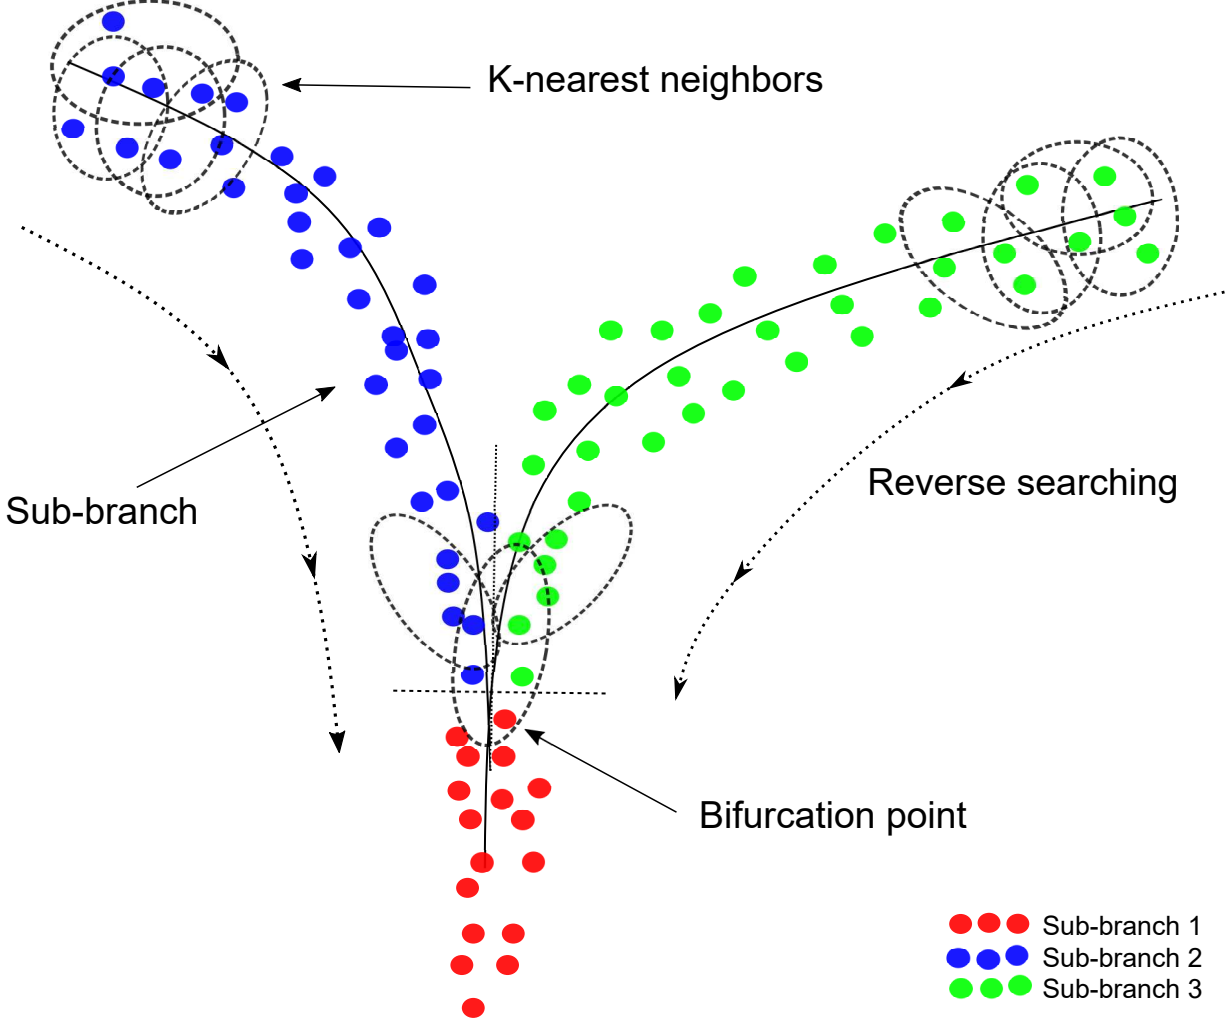 K-nearest neighbors
Reverse searching
Sub-branch
Bifurcation point
Sub-branch 1
Sub-branch 2
Sub-branch 3